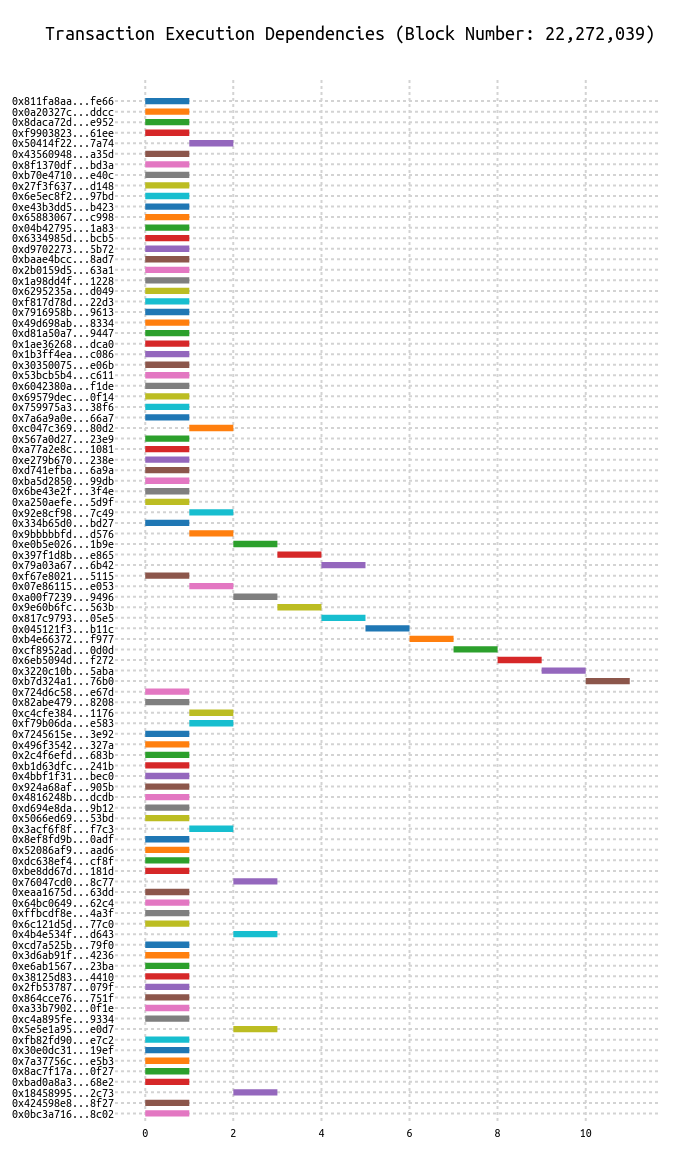 Transaction Execution Dependencies (Block Number: 22,272,039)
0x811fa8aa...fe66
0x0a20327c...ddcc
0x8daca72d...e952
0xf9903823...61ee
0x50414f22...7a74
0x43560948...a35d
0x8f1370df...bd3a
0xb70e4710...e40c
0x27f3f637...d148
0x6e5ec8f2...97bd
0xe43b3dd5...b423
0x65883067...c998
0x04b42795...1a83
0x6334985d...bcb5
0xd9702273...5b72
0xbaae4bcc...8ad7
0x2b0159d5...63a1
0x1a98dd4f...1228
0x6295235a...d049
0xf817d78d...22d3
0x7916958b...9613
0x49d698ab...8334
0xd81a50a7...9447
0x1ae36268...dca0
0x1b3ff4ea...c086
0x30350075...e06b
0x53bcb5b4...c611
0x6042380a...f1de
0x69579dec...0f14
0x759975a3...38f6
0x7a6a9a0e...66a7
0xc047c369...80d2
0x567a0d27...23e9
0xa77a2e8c...1081
0xe279b670...238e
0xd741efba...6a9a
0xba5d2850...99db
0x6be43e2f...3f4e
0xa250aefe...5d9f
0x92e8cf98...7c49
0x334b65d0...bd27
0x9bbbbbfd...d576
0xe0b5e026...1b9e
0x397f1d8b...e865
0x79a03a67...6b42
0xf67e8021...5115
0x07e86115...e053
0xa00f7239...9496
0x9e60b6fc...563b
0x817c9793...05e5
0x045121f3...b11c
0xb4e66372...f977
0xcf8952ad...0d0d
0x6eb5094d...f272
0x3220c10b...5aba
0xb7d324a1...76b0
0x724d6c58...e67d
0x82abe479...8208
0xc4cfe384...1176
0xf79b06da...e583
0x7245615e...3e92
0x496f3542...327a
0x2c4f6efd...683b
0xb1d63dfc...241b
0x4bbf1f31...bec0
0x924a68af...905b
0x4816248b...dcdb
0xd694e8da...9b12
0x5066ed69...53bd
0x3acf6f8f...f7c3
0x8ef8fd9b...0adf
0x52086af9...aad6
0xdc638ef4...cf8f
0xbe8dd67d...181d
0x76047cd0...8c77
0xeaa1675d...63dd
0x64bc0649...62c4
0xffbcdf8e...4a3f
0x6c121d5d...77c0
0x4b4e534f...d643
0xcd7a525b...79f0
0x3d6ab91f...4236
0xe6ab1567...23ba
0x38125d83...4410
0x2fb53787...079f
0x864cce76...751f
0xa33b7902...0f1e
0xc4a895fe...9334
0x5e5e1a95...e0d7
0xfb82fd90...e7c2
0x30e0dc31...19ef
0x7a37756c...e5b3
0x8ac7f17a...0f27
0xbad0a8a3...68e2
0x18458995...2c73
0x424598e8...8f27
0x0bc3a716...8c02
0 2 4 6 8 10